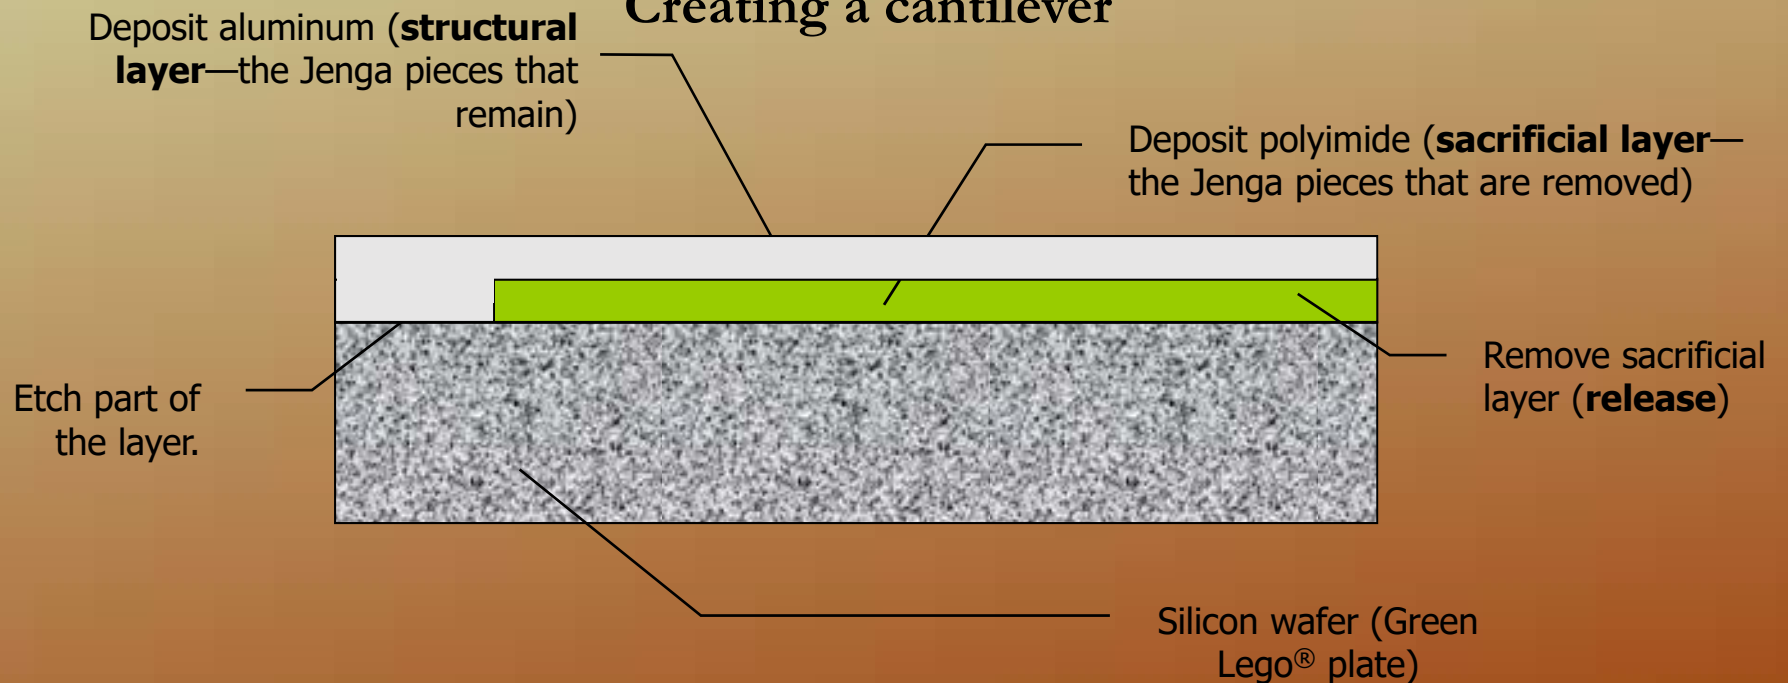 Creating a cantilever
Deposit aluminum (structural
layer—the Jenga pieces that
remain)
Deposit polyimide (sacrificial layer—
the Jenga pieces that are removed)
Etch part of
the layer.
Remove sacrificial
layer (release)
Silicon wafer (Green
Lego® plate)